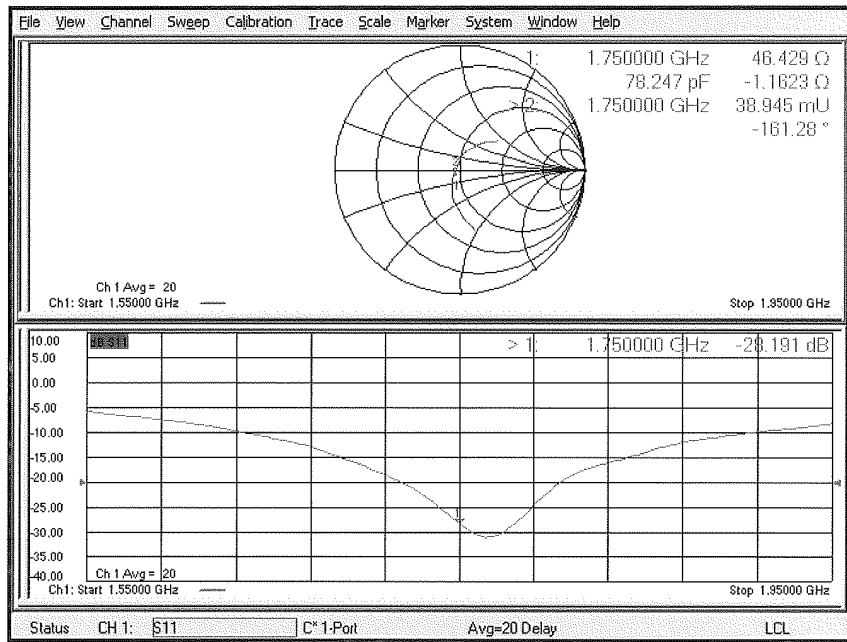 File View Channel Sweep Calibration Trace Scale Marker System Window Help
1: 1.750000 GHz 46.429 Ω
78.247 pF -1.1623 Ω
> 2: 1.750000 GHz 38.945 mU
-161.28 °
Ch 1 Avg = 20
Ch1: Start 1.55000 GHz
Stop 1.95000 GHz
10.00
dB S11
> 1: 1.750000 GHz -28.191 dB
5.00
0.00
-5.00
-10.00
-15.00
-20.00
-25.00
1
-30.00
-35.00
-40.00
Ch 1 Avg = 20
Ch1: Start 1.55000 GHz
Stop 1.95000 GHz
Status CH 1: S11 C* 1-Port Avg=20 Delay LCL